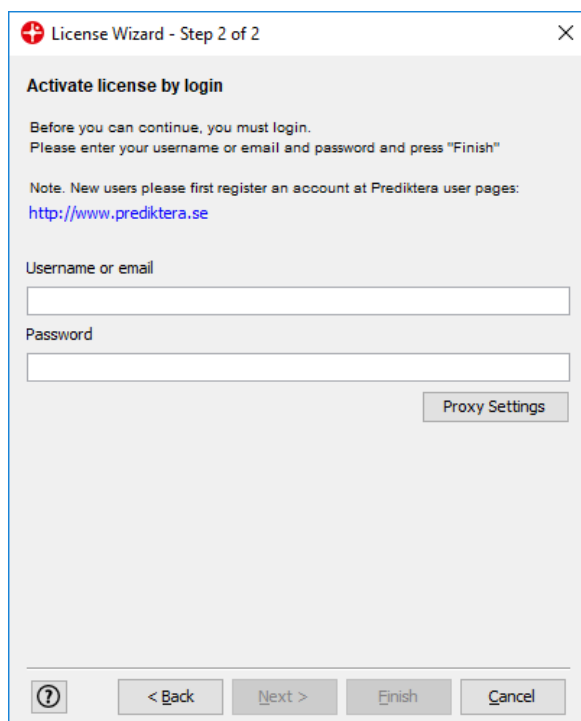 License Wizard - Step 2 of 2
Activate license by login
Before you can continue, you must login.
Please enter your username or email and password and press "Finish"
Note. New users please first register an account at Prediktera user pages:
http://www.prediktera.se
Username or email
Password
Proxy Settings
? < Back Next > Finish Cancel